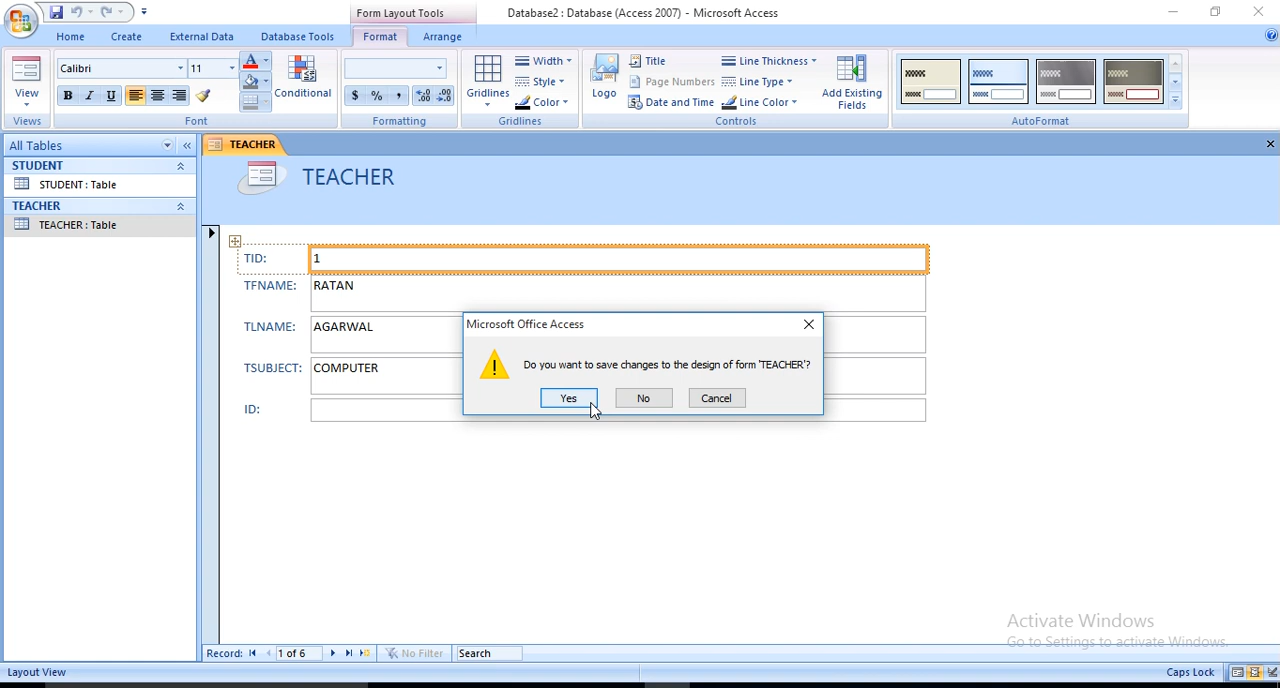 Form Layout Tools
Database2 : Database (Access 2007) - Microsoft Access
Home Create External Data Database Tools Format Arrange
View
Views
Calibri 11
B I U
Conditional
Font
$ % ,
Formatting
Gridlines
Width
Style
Color
Gridlines
Logo
Title
Page Numbers
Date and Time
Line Thickness
Line Type
Line Color
Add Existing
Fields
Controls
AutoFormat
All Tables
STUDENT
STUDENT : Table
TEACHER
TEACHER : Table
TEACHER
TEACHER
TID: 1
TFNAME: RATAN
TLNAME: AGARWAL
TSUBJECT: COMPUTER
ID:
Microsoft Office Access
Do you want to save changes to the design of form 'TEACHER'?
Yes No Cancel
Activate Windows
Go to Settings to activate Windows.
Record: 1 of 6 No Filter Search
Layout View
Caps Lock